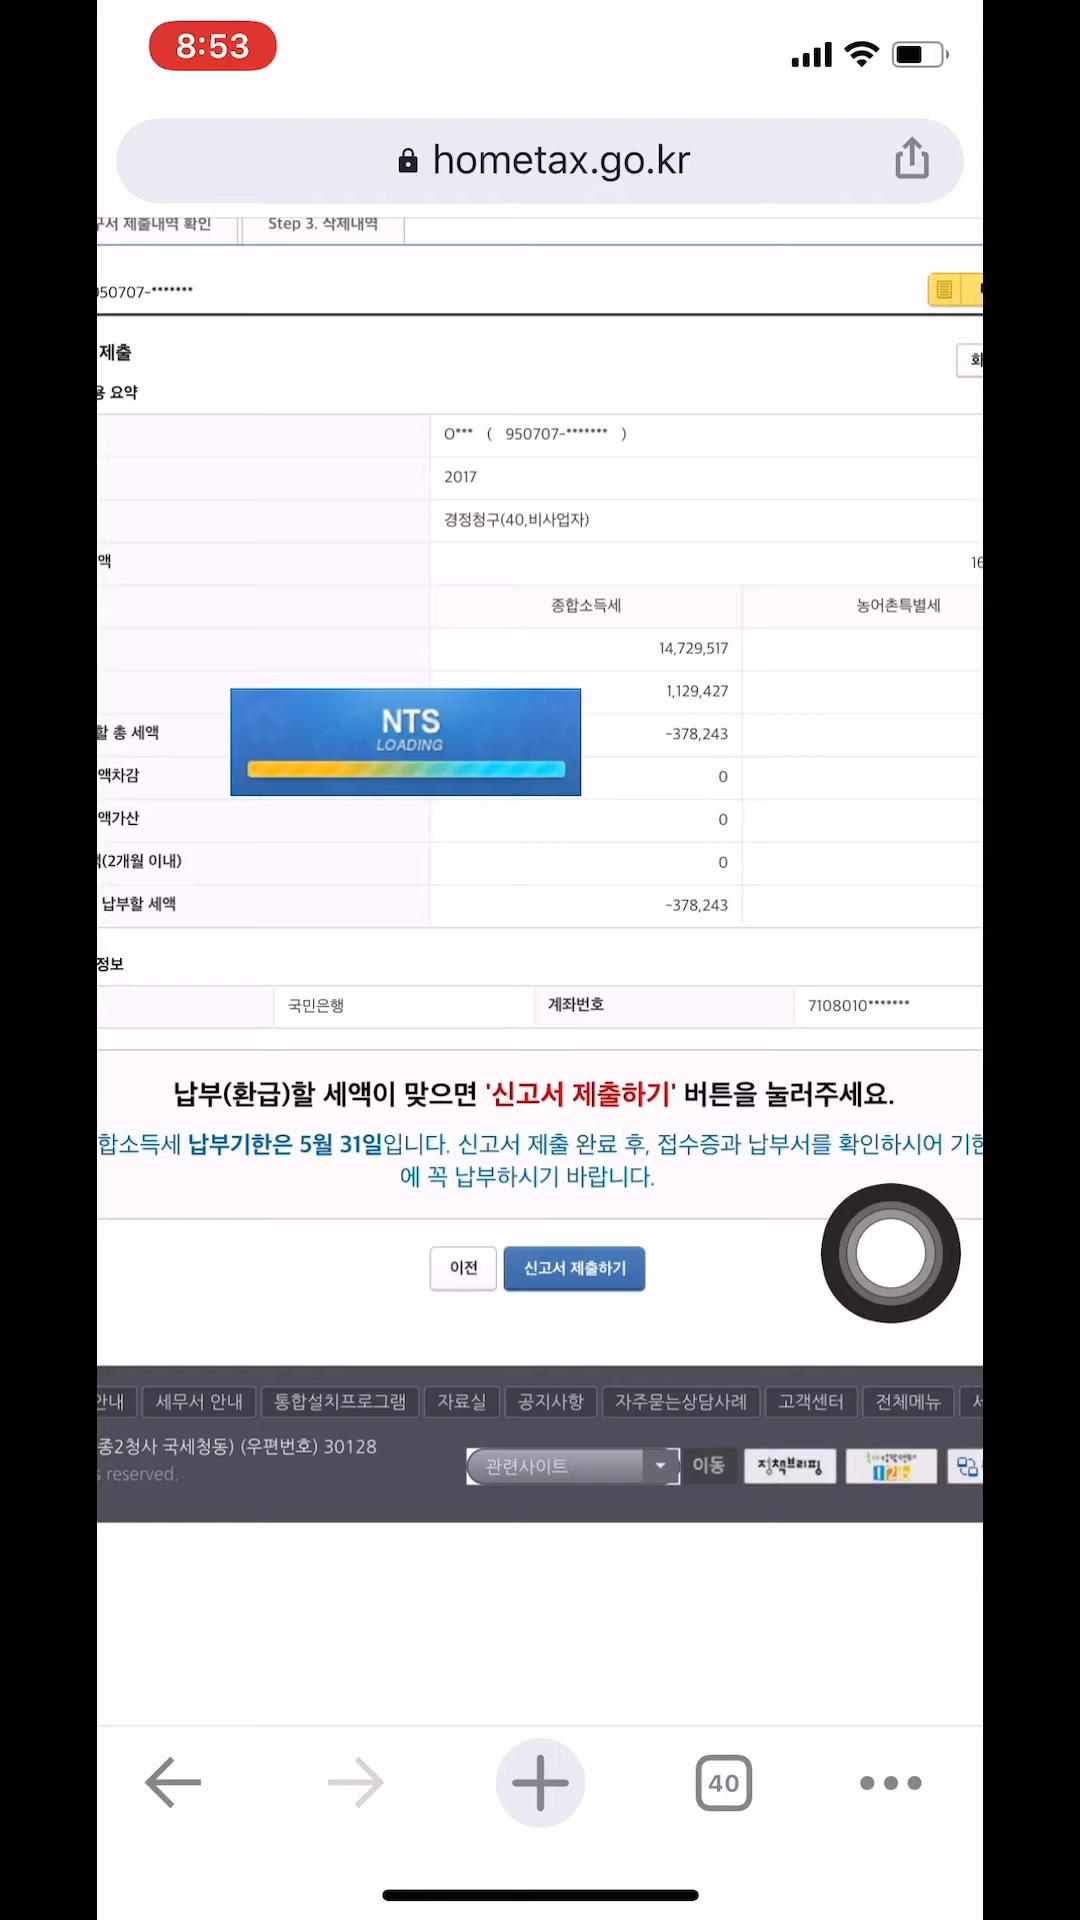 8:53
hometax.go.kr
구서 제출내역 확인
Step 3. 삭제내역
950707-*******
제출
화
용 요약
O*** ( 950707-******* )
2017
경정청구(40,비사업자)
액
16
종합소득세
농어촌특별세
14,729,517
1,129,427
할 총 세액
-378,243
NTS
LOADING
액차감
0
액가산
0
(2개월 이내)
0
납부할 세액
-378,243
정보
국민은행
계좌번호
7108010*******
납부(환급)할 세액이 맞으면 '신고서 제출하기' 버튼을 눌러주세요.
합소득세 납부기한은 5월 31일입니다. 신고서 제출 완료 후, 접수증과 납부서를 확인하시어 기한
에 꼭 납부하시기 바랍니다.
이전
신고서 제출하기
안내
세무서 안내
통합설치프로그램
자료실
공지사항
자주묻는상담사례
고객센터
전체메뉴
종2청사 국세청동) (우편번호) 30128
s reserved.
관련사이트
이동
정책브리핑
126
40